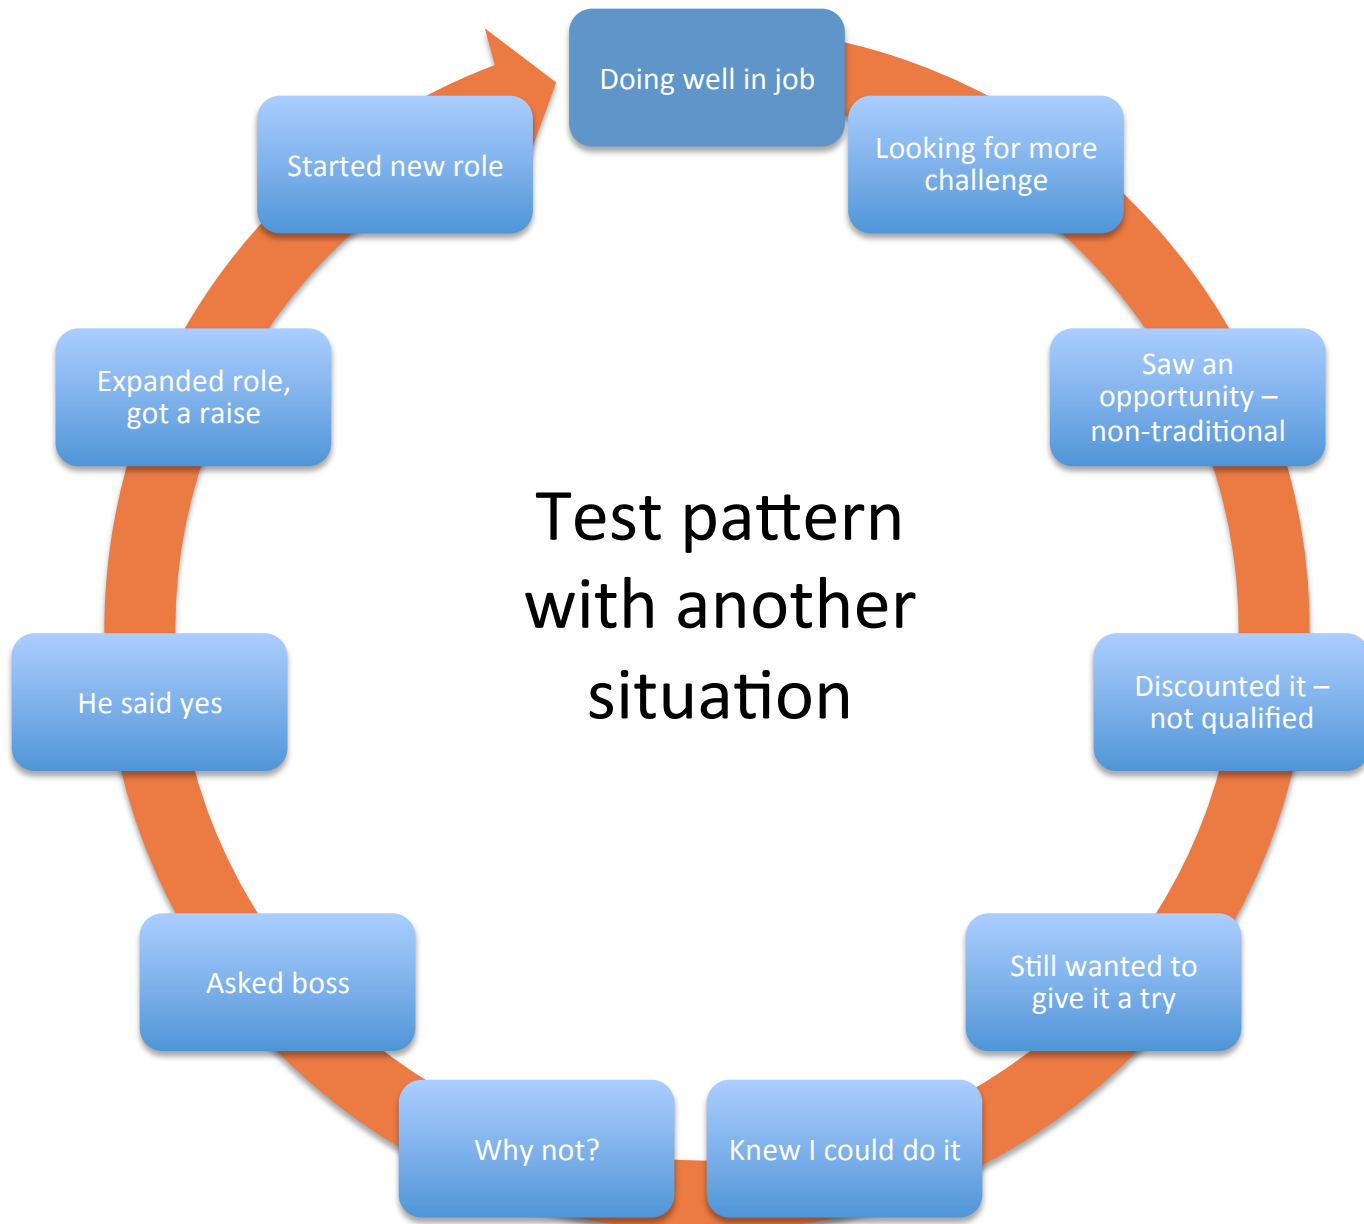 Doing well in job
Looking for more
challenge
Saw an
opportunity –
non-traditional
Discounted it –
not qualified
Still wanted to
give it a try
Knew I could do it
Why not?
Asked boss
He said yes
Expanded role,
got a raise
Started new role
Test pattern
with another
situation